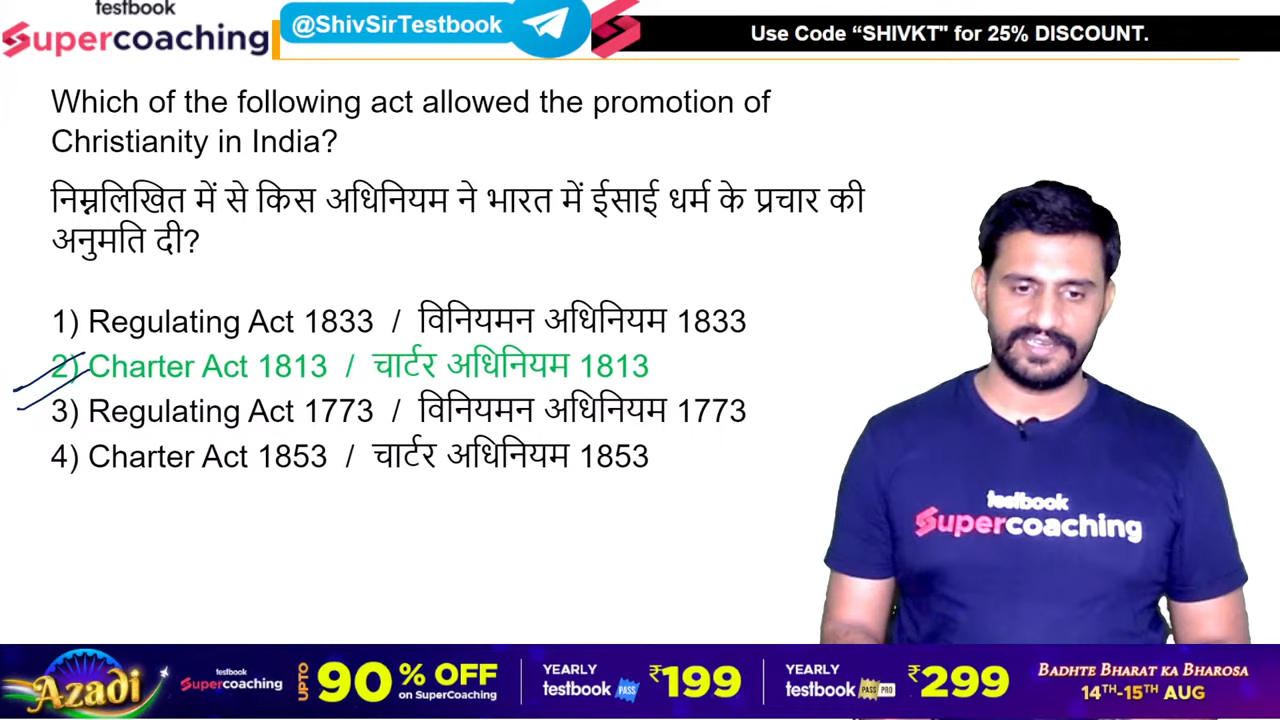 testbook
Supercoaching
@ShivSirTestbook
Use Code “SHIVKT" for 25% DISCOUNT.
Which of the following act allowed the promotion of
Christianity in India?
निम्नलिखित में से किस अधिनियम ने भारत में ईसाई धर्म के प्रचार की
अनुमति दी?
1) Regulating Act 1833 / विनियमन अधिनियम 1833
2) Charter Act 1813 / चार्टर अधिनियम 1813
3) Regulating Act 1773 / विनियमन अधिनियम 1773
4) Charter Act 1853 / चार्टर अधिनियम 1853
testbook
Supercoaching
Azadi
testbook
Supercoaching
UPTO 90% OFF
on SuperCoaching
YEARLY
testbook PASS
₹199
YEARLY
testbook PASS PRO
₹299
BADHTE BHARAT KA BHAROSA
14TH-15TH AUG